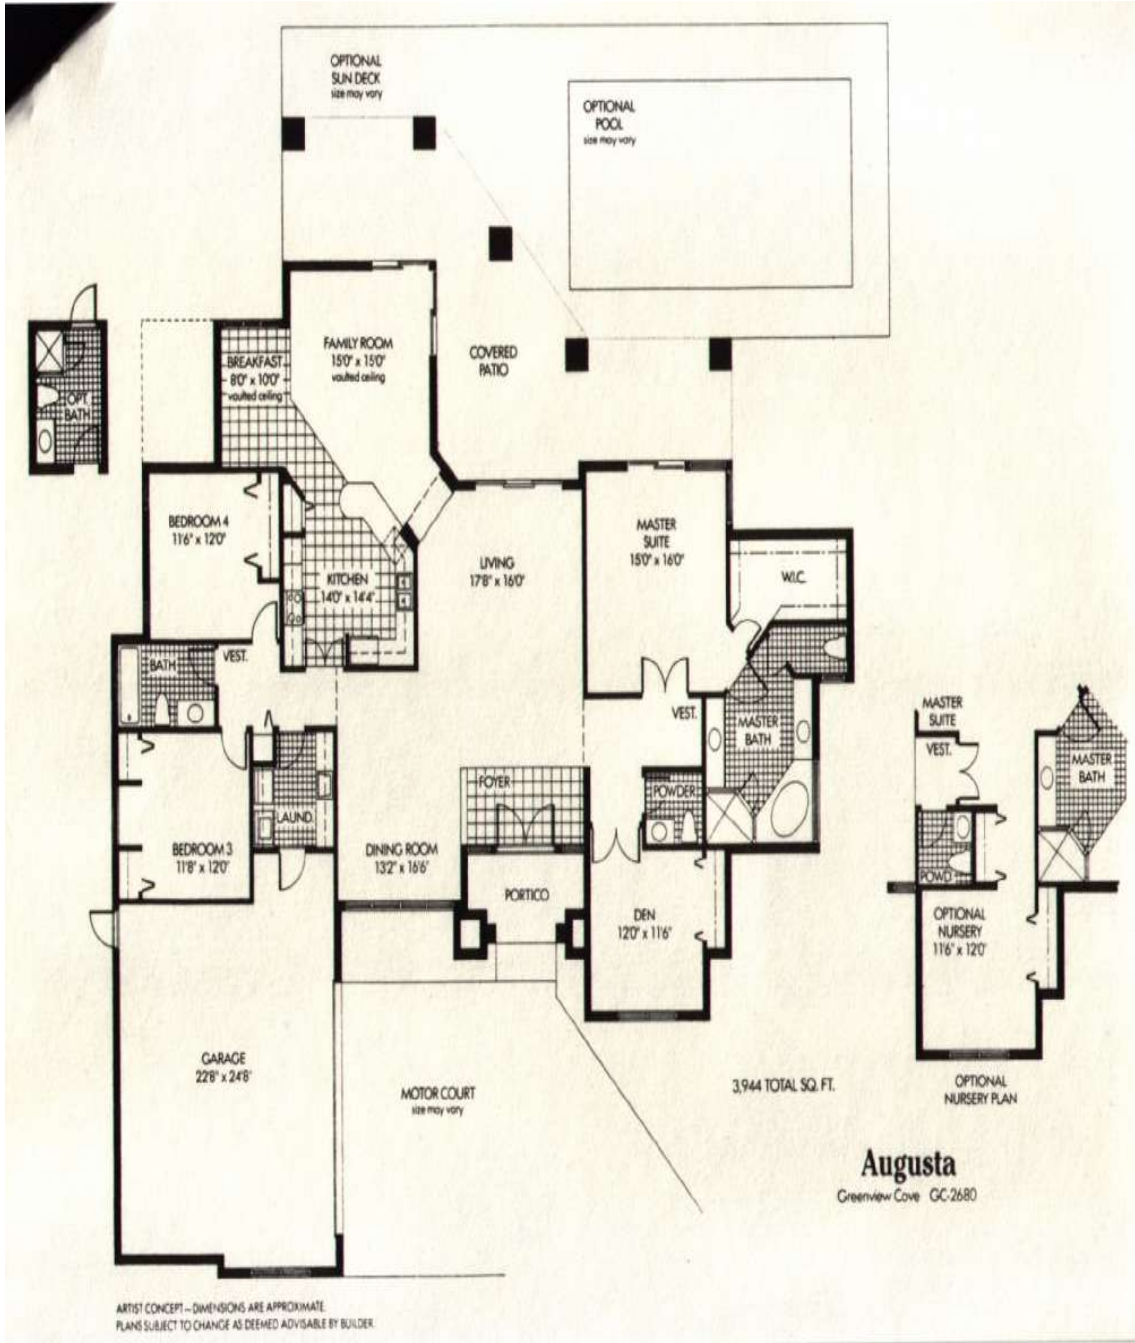 OPTIONAL
SUN DECK
size may vary
OPTIONAL
POOL
size may vary
FAMILY ROOM
15'0" x 15'0"
vaulted ceiling
BREAKFAST
8'0" x 10'0"
vaulted ceiling
COVERED
PATIO
OPT.
BATH
BEDROOM 4
11'6" x 12'0"
KITCHEN
14'0" x 14'4"
LIVING
17'8" x 16'0"
MASTER
SUITE
15'0" x 16'0"
W.I.C.
BATH
VEST.
VEST.
MASTER
BATH
FOYER
POWDER
LAUND.
BEDROOM 3
11'8" x 12'0"
DINING ROOM
13'2" x 16'6"
PORTICO
DEN
12'0" x 11'6"
MASTER
SUITE
VEST.
MASTER
BATH
POWD.
OPTIONAL
NURSERY
11'6" x 12'0"
GARAGE
22'8" x 24'8"
MOTOR COURT
size may vary
3,944 TOTAL SQ. FT.
OPTIONAL
NURSERY PLAN
Augusta
Greenview Cove GC-2680
ARTIST CONCEPT – DIMENSIONS ARE APPROXIMATE.
PLANS SUBJECT TO CHANGE AS DEEMED ADVISABLE BY BUILDER.